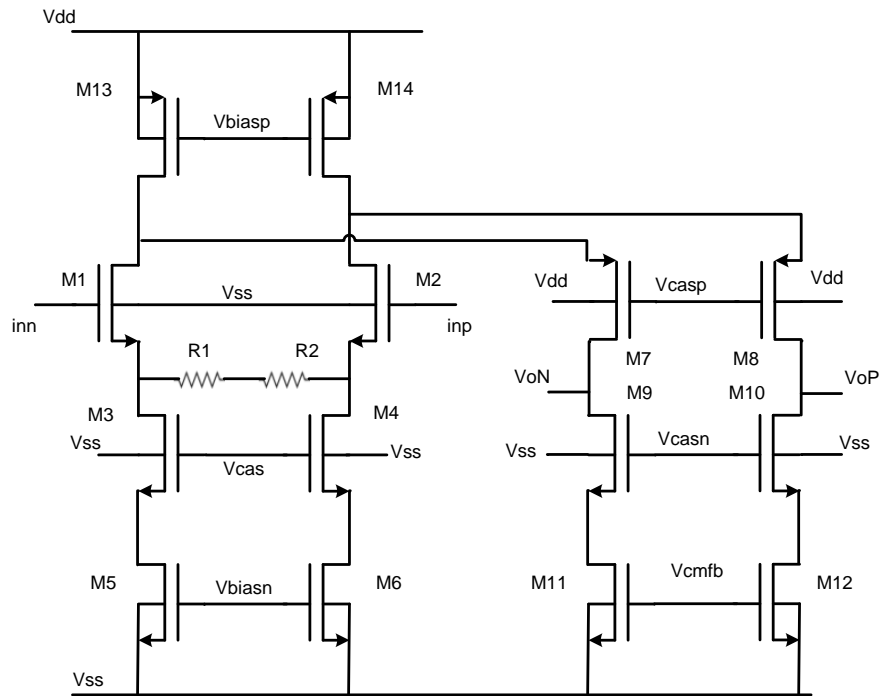 Vdd
M13
M14
Vbiasp
M1
Vss
M2
Vdd
Vcasp
Vdd
inn
inp
R1
R2
M7
M8
VoN
M9
M10
VoP
M3
M4
Vss
Vcas
Vss
Vss
Vcasn
Vss
M5
Vbiasn
M6
M11
Vcmfb
M12
Vss